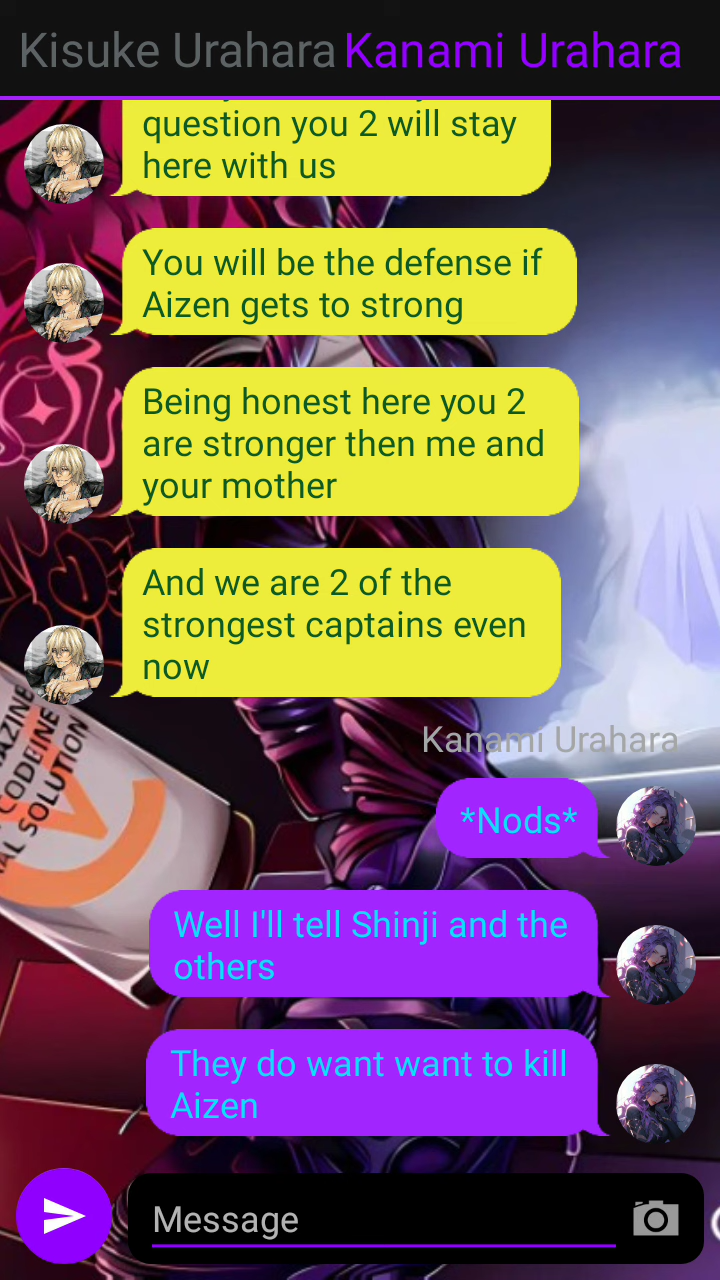 Kisuke Urahara Kanami Urahara
question you 2 will stay
here with us
You will be the defense if
Aizen gets to strong
Being honest here you 2
are stronger then me and
your mother
And we are 2 of the
strongest captains even
now
Kanami Urahara
*Nods*
Well I'll tell Shinji and the
others
They do want want to kill
Aizen
CODEINE
SOLUTION
Message